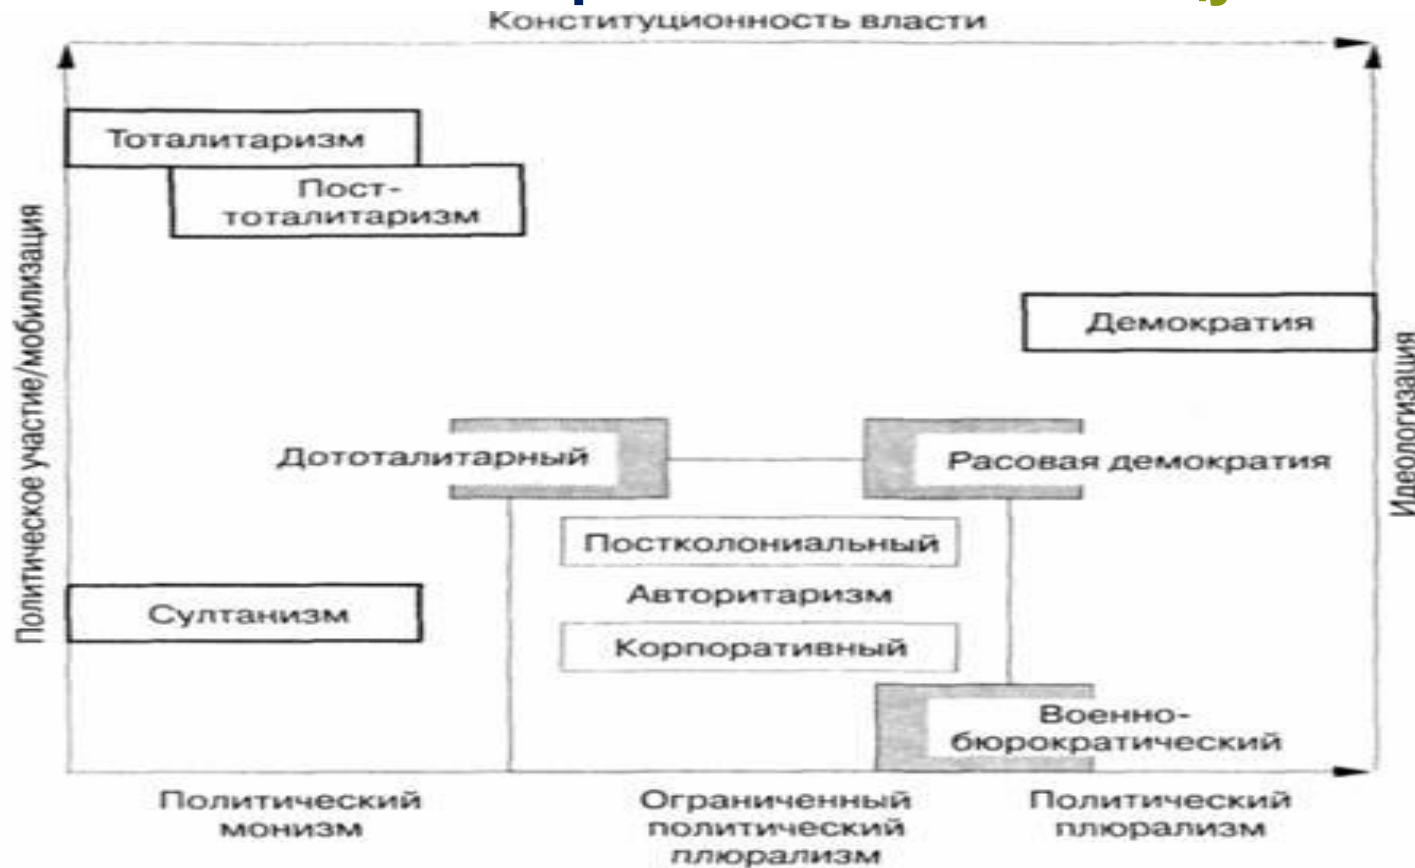 Конституционность власти
Тоталитаризм
Пост-
тоталитаризм
Политическое участие/мобилизация
Демократия
Идеологизация
Дототалитарный
Расовая демократия
Постколониальный
Авторитаризм
Султанизм
Корпоративный
Военно-
бюрократический
Политический
монизм
Ограниченный
политический
плюрализм
Политический
плюрализм